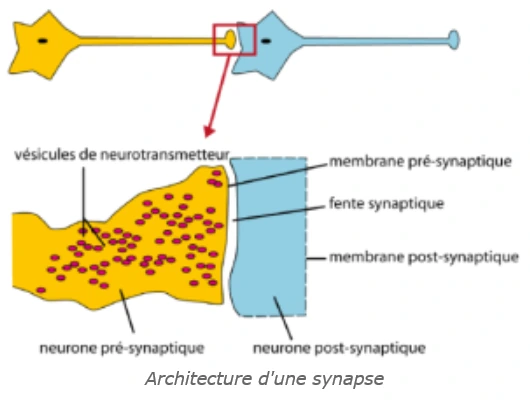 vésicules de neurotransmetteur
membrane pré-synaptique
fente synaptique
membrane post-synaptique
neurone pré-synaptique
neurone post-synaptique
Architecture d'une synapse